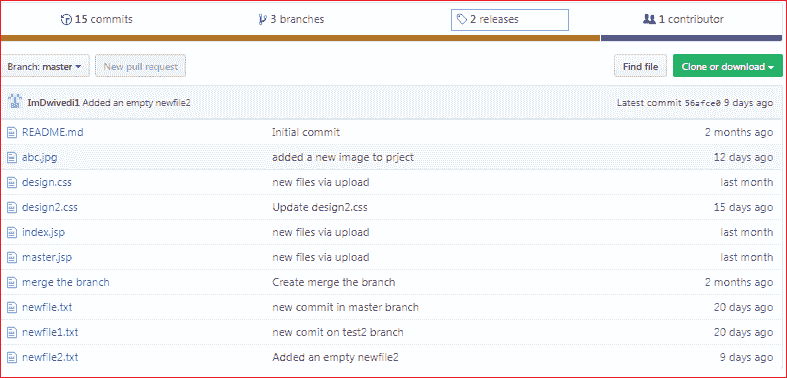 15 commits 3 branches 2 releases 1 contributor
Branch: master New pull request Find file Clone or download
ImDwivedi1 Added an empty newfile2 Latest commit 56afce0 9 days ago
README.md Initial commit 2 months ago
abc.jpg added a new image to prject 12 days ago
design.css new files via upload last month
design2.css Update design2.css 15 days ago
index.jsp new files via upload last month
master.jsp new files via upload last month
merge the branch Create merge the branch 2 months ago
newfile.txt new commit in master branch 20 days ago
newfile1.txt new comit on test2 branch 20 days ago
newfile2.txt Added an empty newfile2 9 days ago